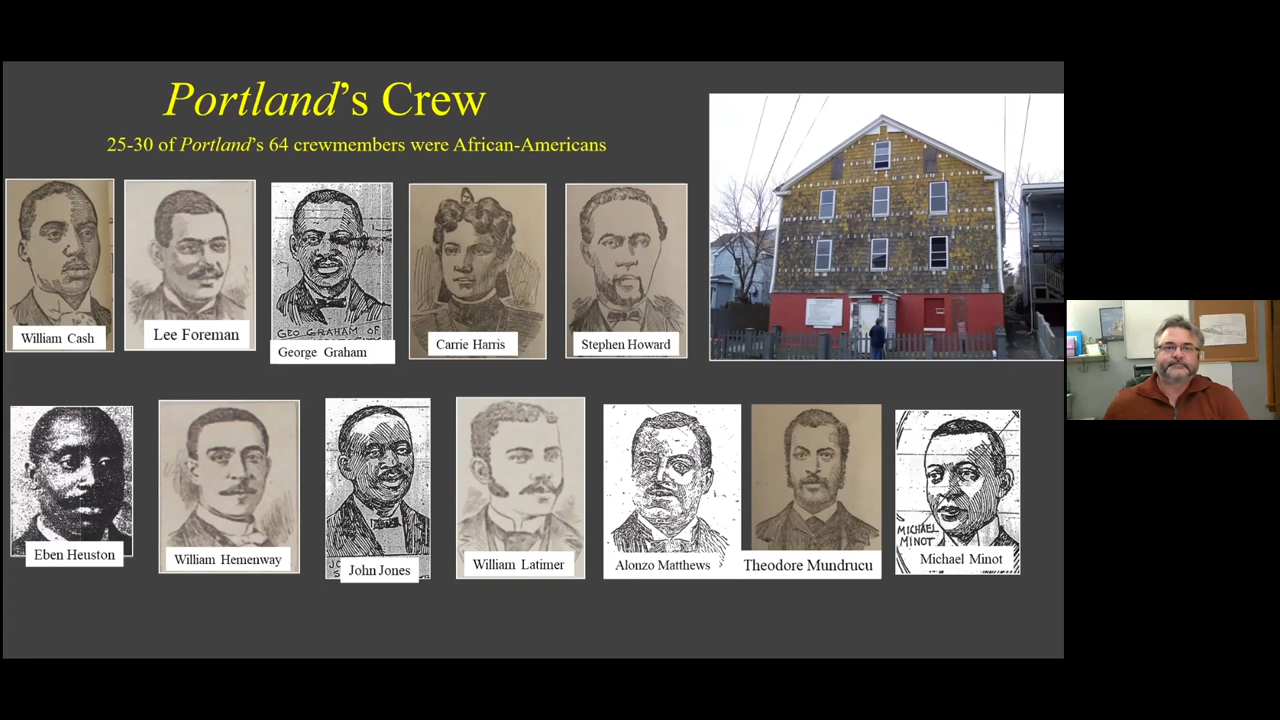 Portland's Crew
25-30 of Portland's 64 crewmembers were African-Americans
William Cash
Lee Foreman
GEO GRAHAM OF
George Graham
Carrie Harris
Stephen Howard
Eben Heuston
William Hemenway
John Jones
William Latimer
Alonzo Matthews
Theodore Mundrucu
MICHAEL
MINOT
Michael Minot